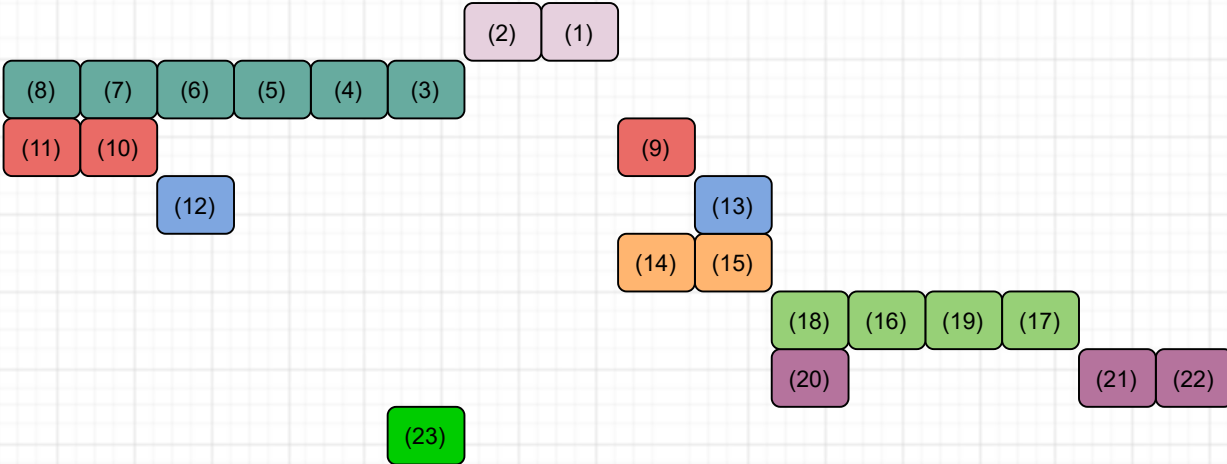 (2) (1)
(8) (7) (6) (5) (4) (3)
(11) (10) (9)
(12) (13)
(14) (15)
(18) (16) (19) (17)
(20) (21) (22)
(23)